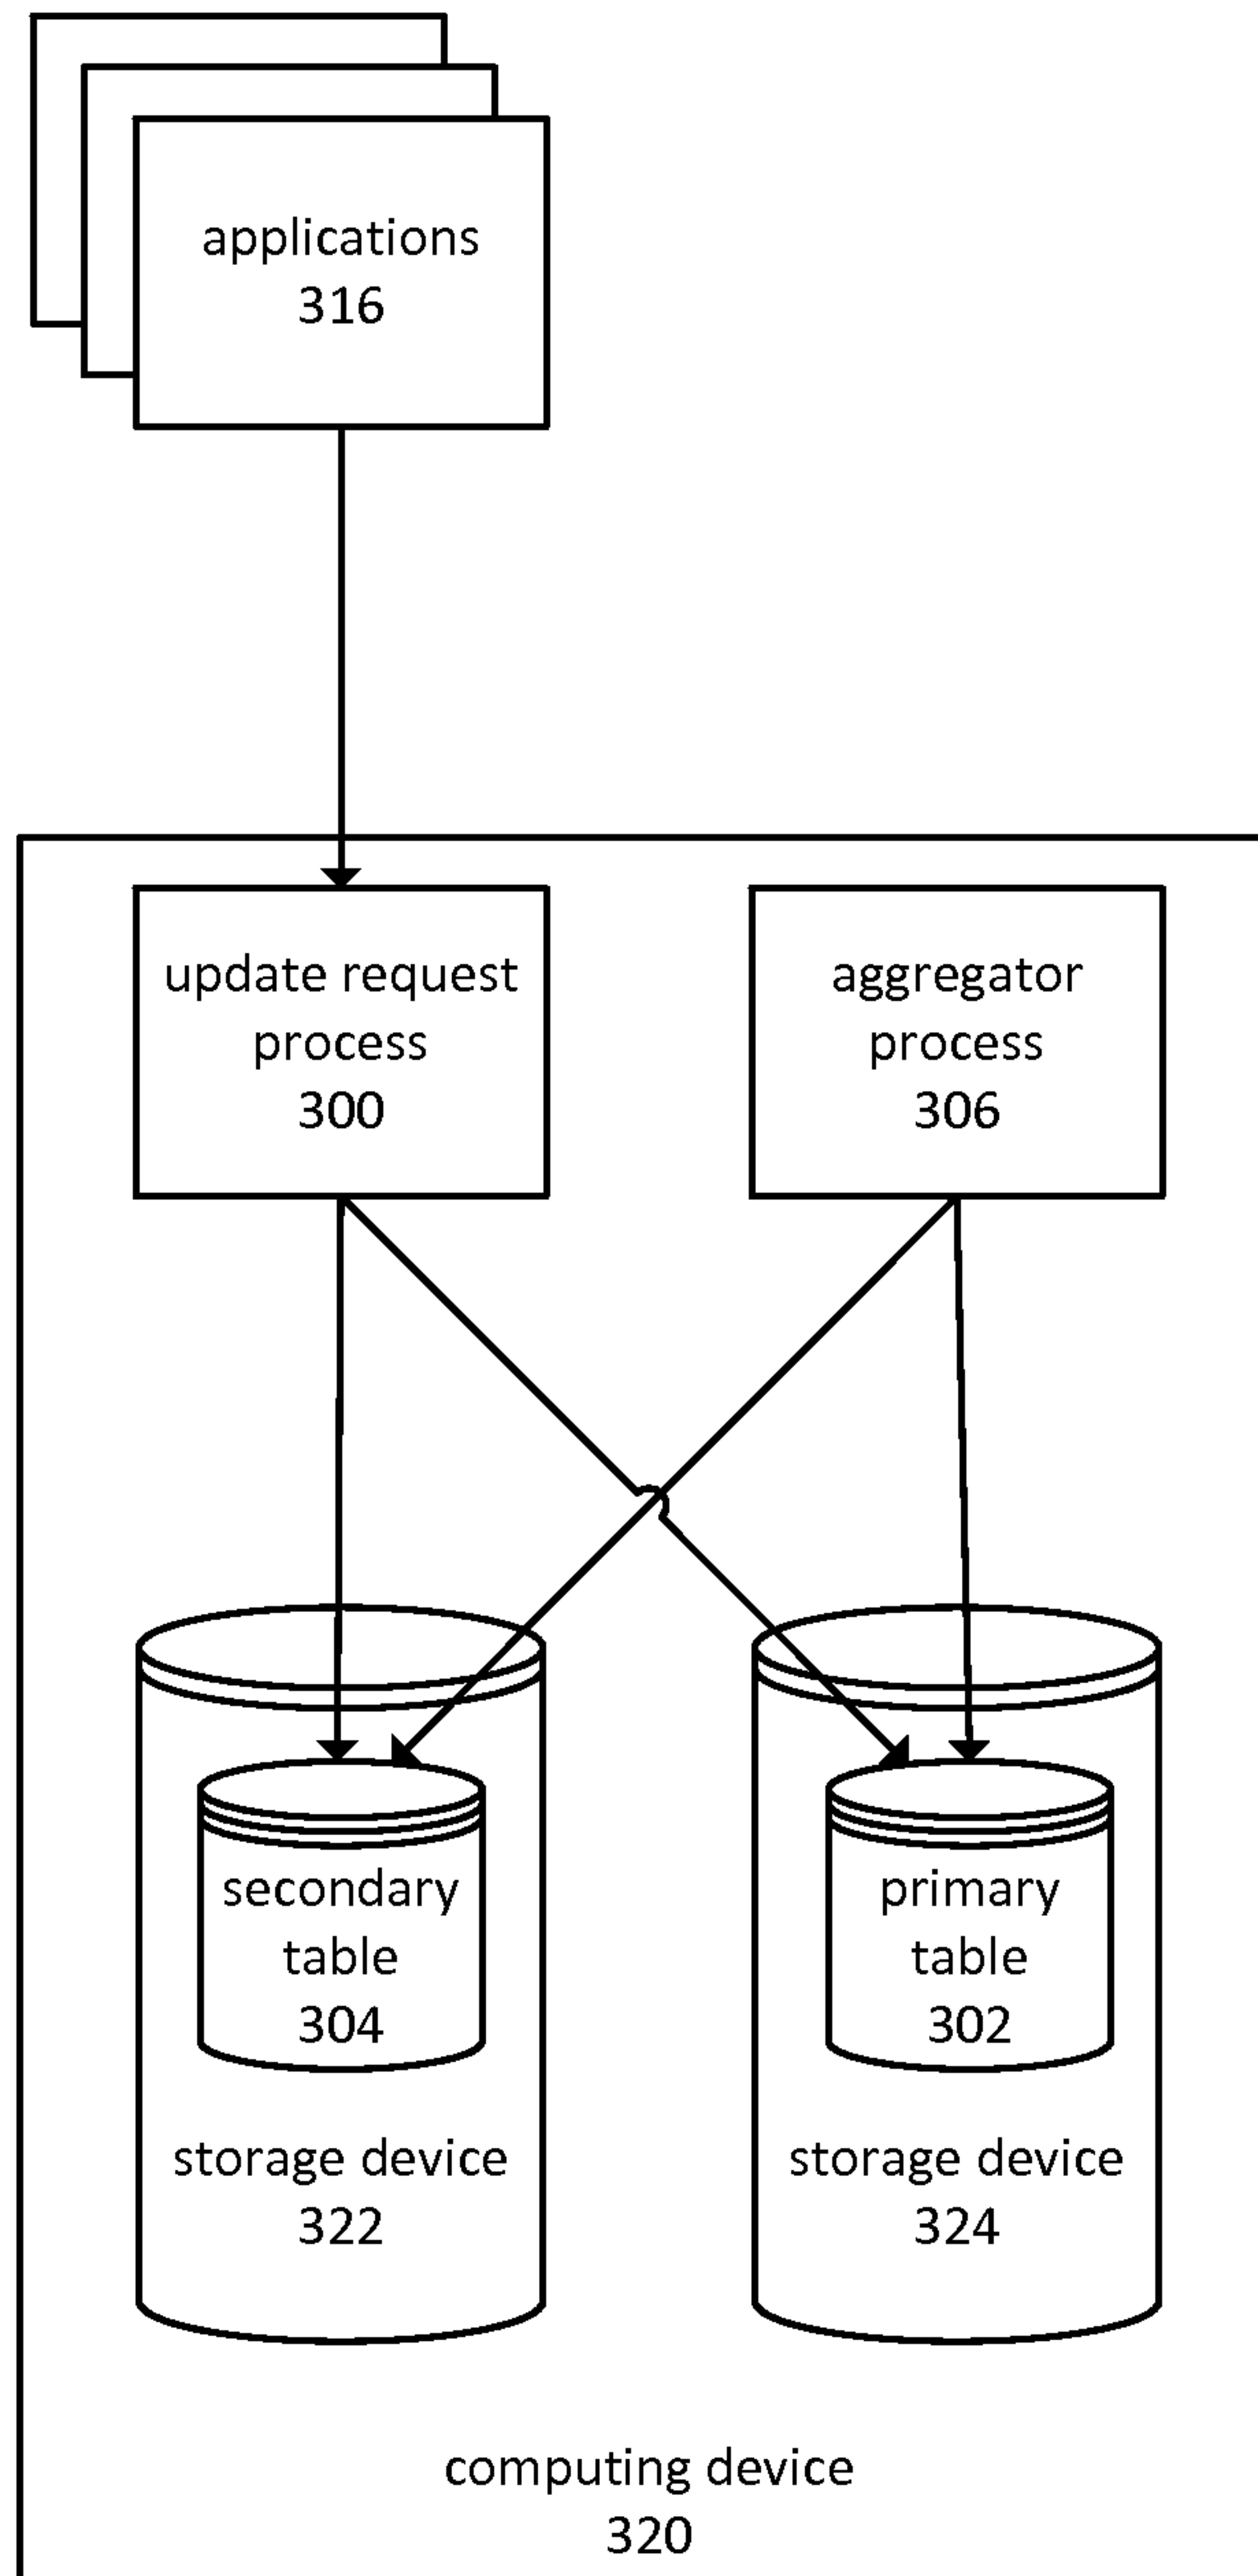 applications
316
update request
process
300
aggregator
process
306
secondary
table
304
primary
table
302
storage device
322
storage device
324
computing device
320